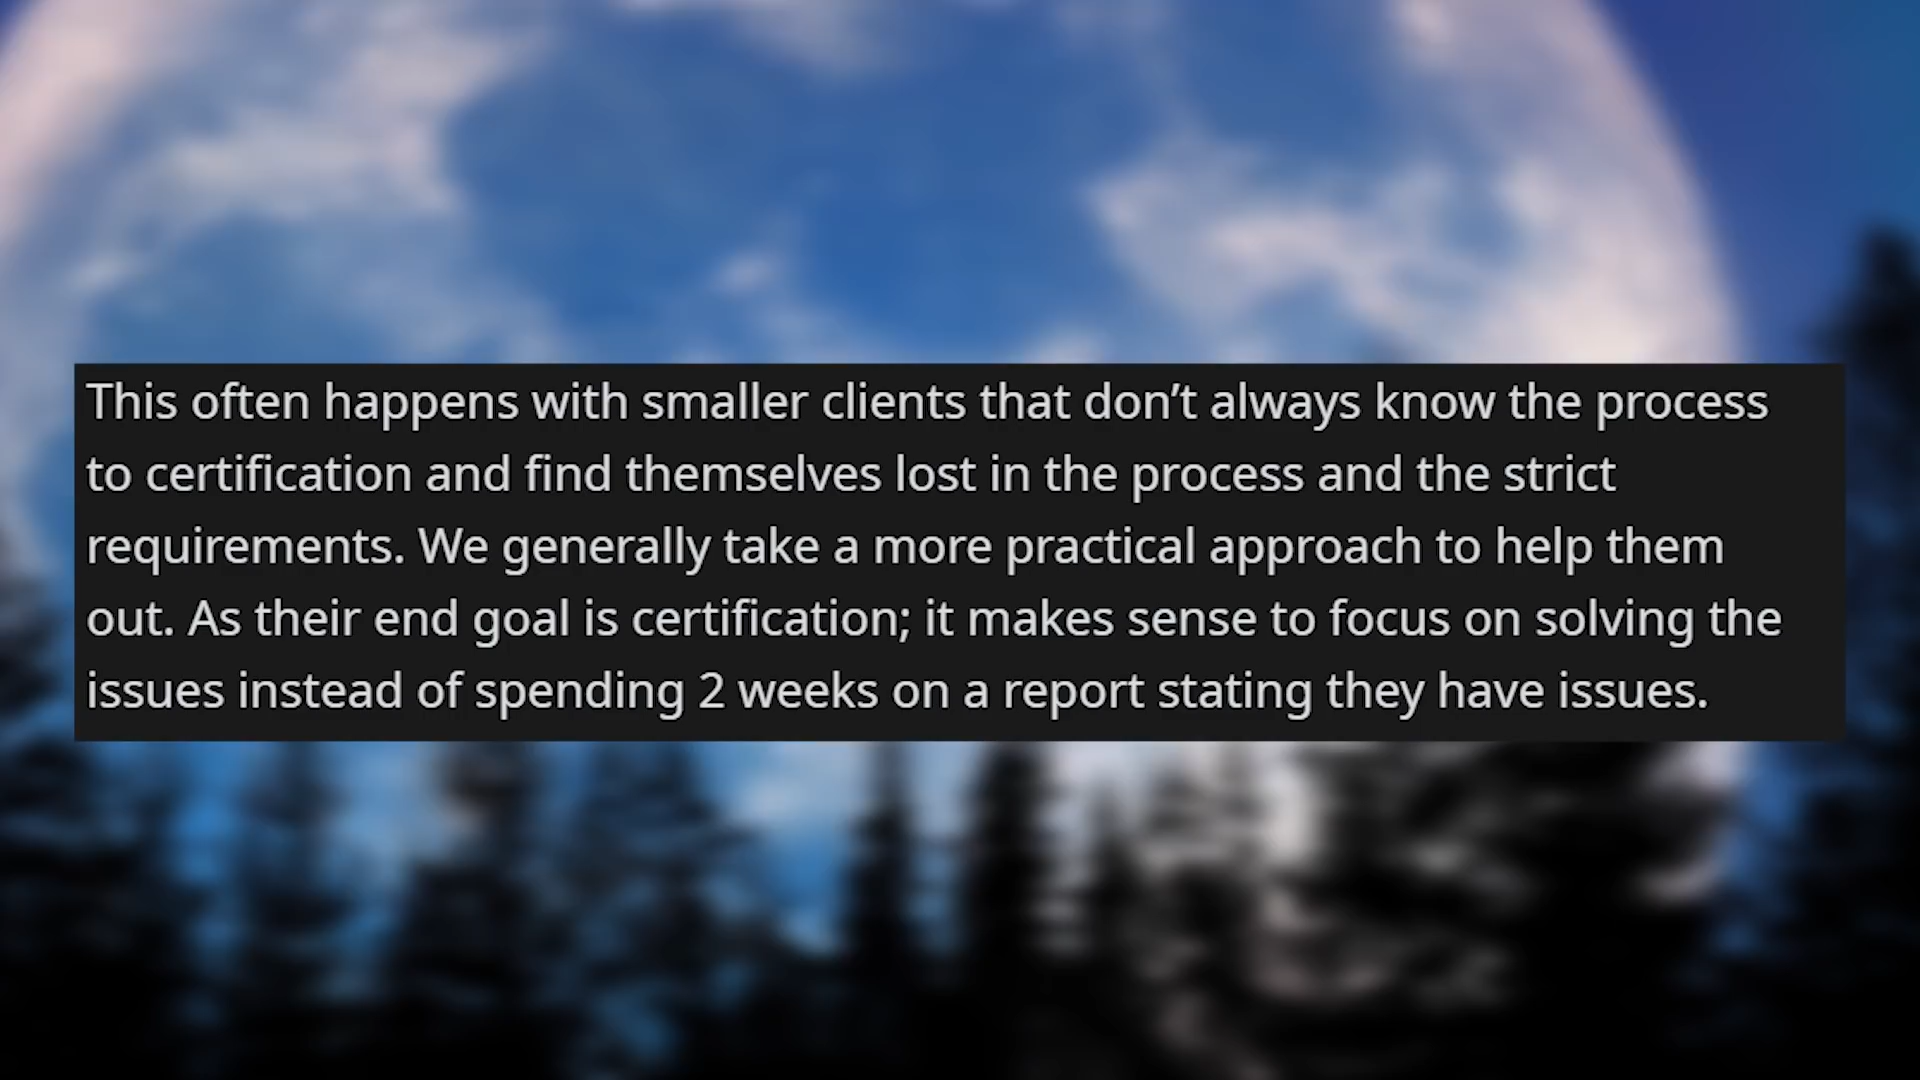 This often happens with smaller clients that don’t always know the process
to certification and find themselves lost in the process and the strict
requirements. We generally take a more practical approach to help them
out. As their end goal is certification; it makes sense to focus on solving the
issues instead of spending 2 weeks on a report stating they have issues.